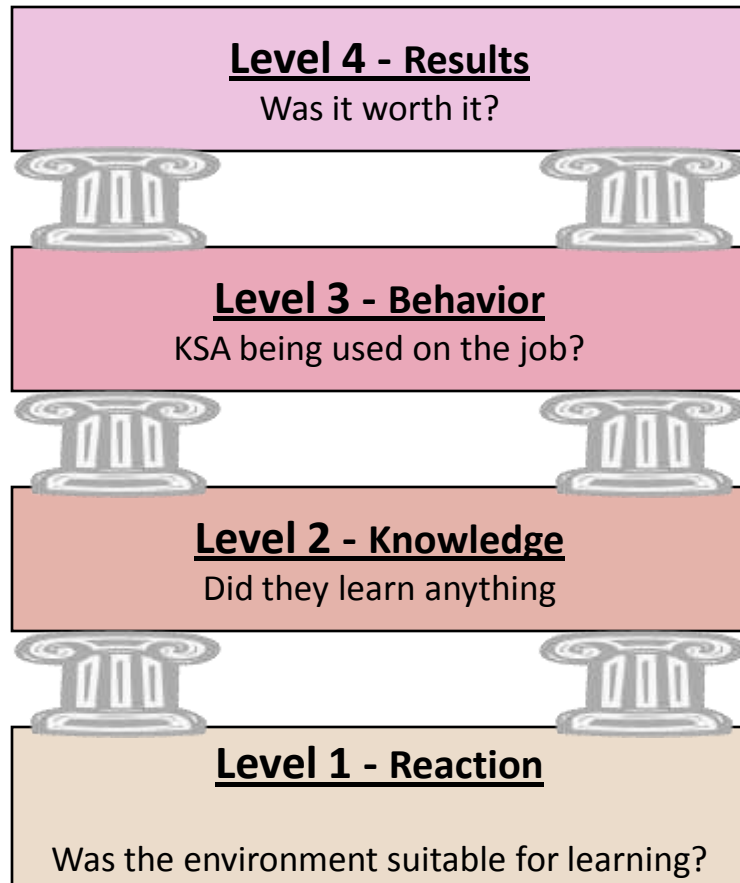 Level 4 - Results
Was it worth it?
Level 3 - Behavior
KSA being used on the job?
Level 2 - Knowledge
Did they learn anything
Level 1 - Reaction
Was the environment suitable for learning?